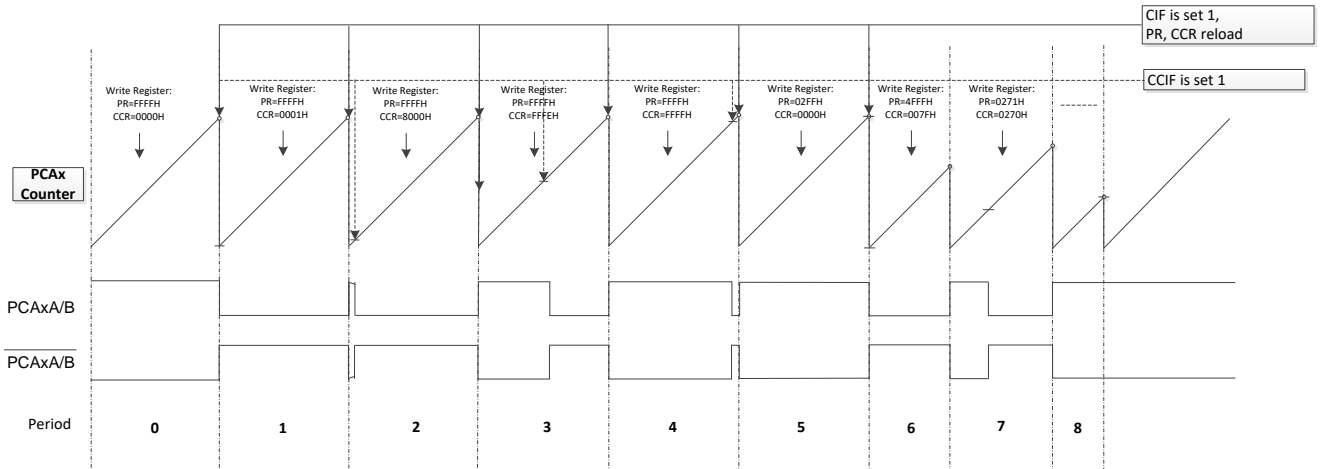 CIF is set 1,
PR, CCR reload
CCIF is set 1
Write Register:
PR=FFFFH
CCR=0000H
Write Register:
PR=FFFFH
CCR=0001H
Write Register:
PR=FFFFH
CCR=8000H
Write Register:
PR=FFFFH
CCR=FFFEH
Write Register:
PR=FFFFH
CCR=FFFFH
Write Register:
PR=02FFH
CCR=0000H
Write Register:
PR=4FFFH
CCR=007FH
Write Register:
PR=0271H
CCR=0270H
PCAx
Counter
PCAxA/B
PCAxA/B
Period 0 1 2 3 4 5 6 7 8